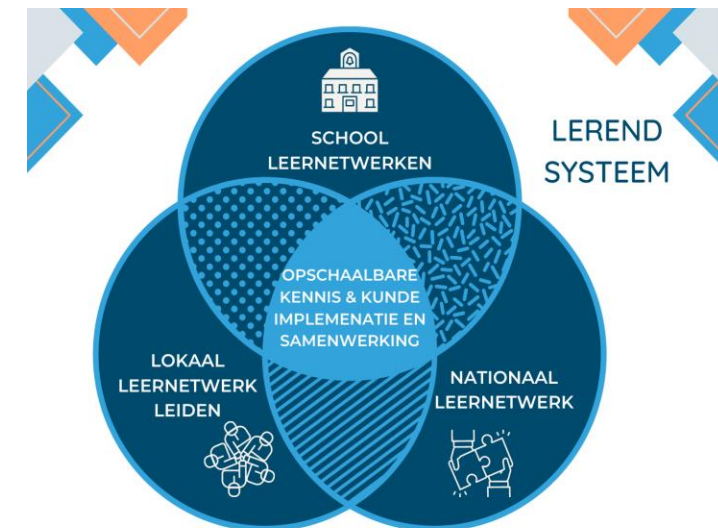 SCHOOL
LEERNETWERKEN
LEREND
SYSTEEM
OPSCHAALBARE
KENNIS & KUNDE
IMPLEMENATIE EN
SAMENWERKING
LOKAAL
LEERNETWERK
LEIDEN
NATIONAAL
LEERNETWERK